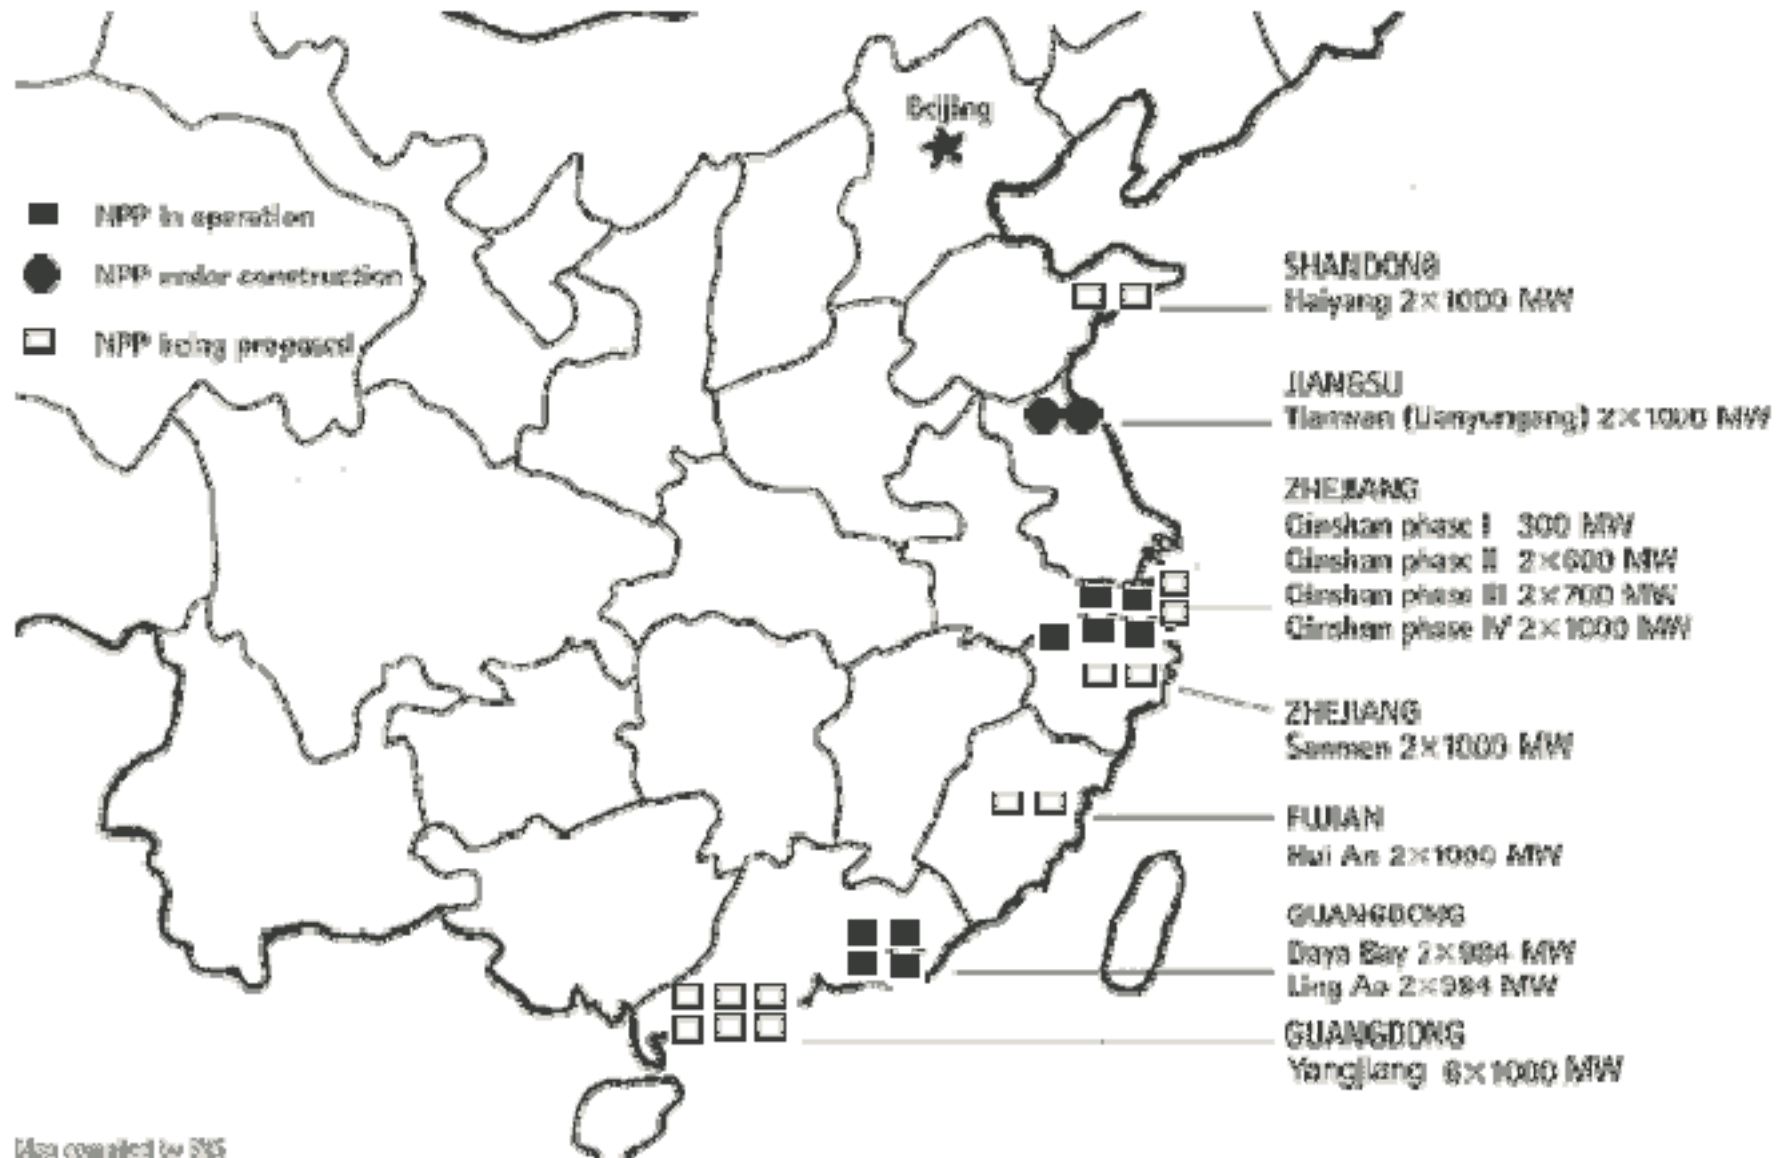 Beijing
NPP in operation
NPP under construction
NPP being proposed
SHANDONG
Haiyang 2×1000 MW
JIANGSU
Tianwan (Lianyungang) 2×1000 MW
ZHEJIANG
Qinshan phase I 300 MW
Qinshan phase II 2×600 MW
Qinshan phase III 2×700 MW
Qinshan phase IV 2×1000 MW
ZHEJIANG
Sanmen 2×1000 MW
FUJIAN
Hui An 2×1000 MW
GUANGDONG
Daya Bay 2×984 MW
Ling Ao 2×984 MW
GUANGDONG
Yangjiang 6×1000 MW
Map compiled by